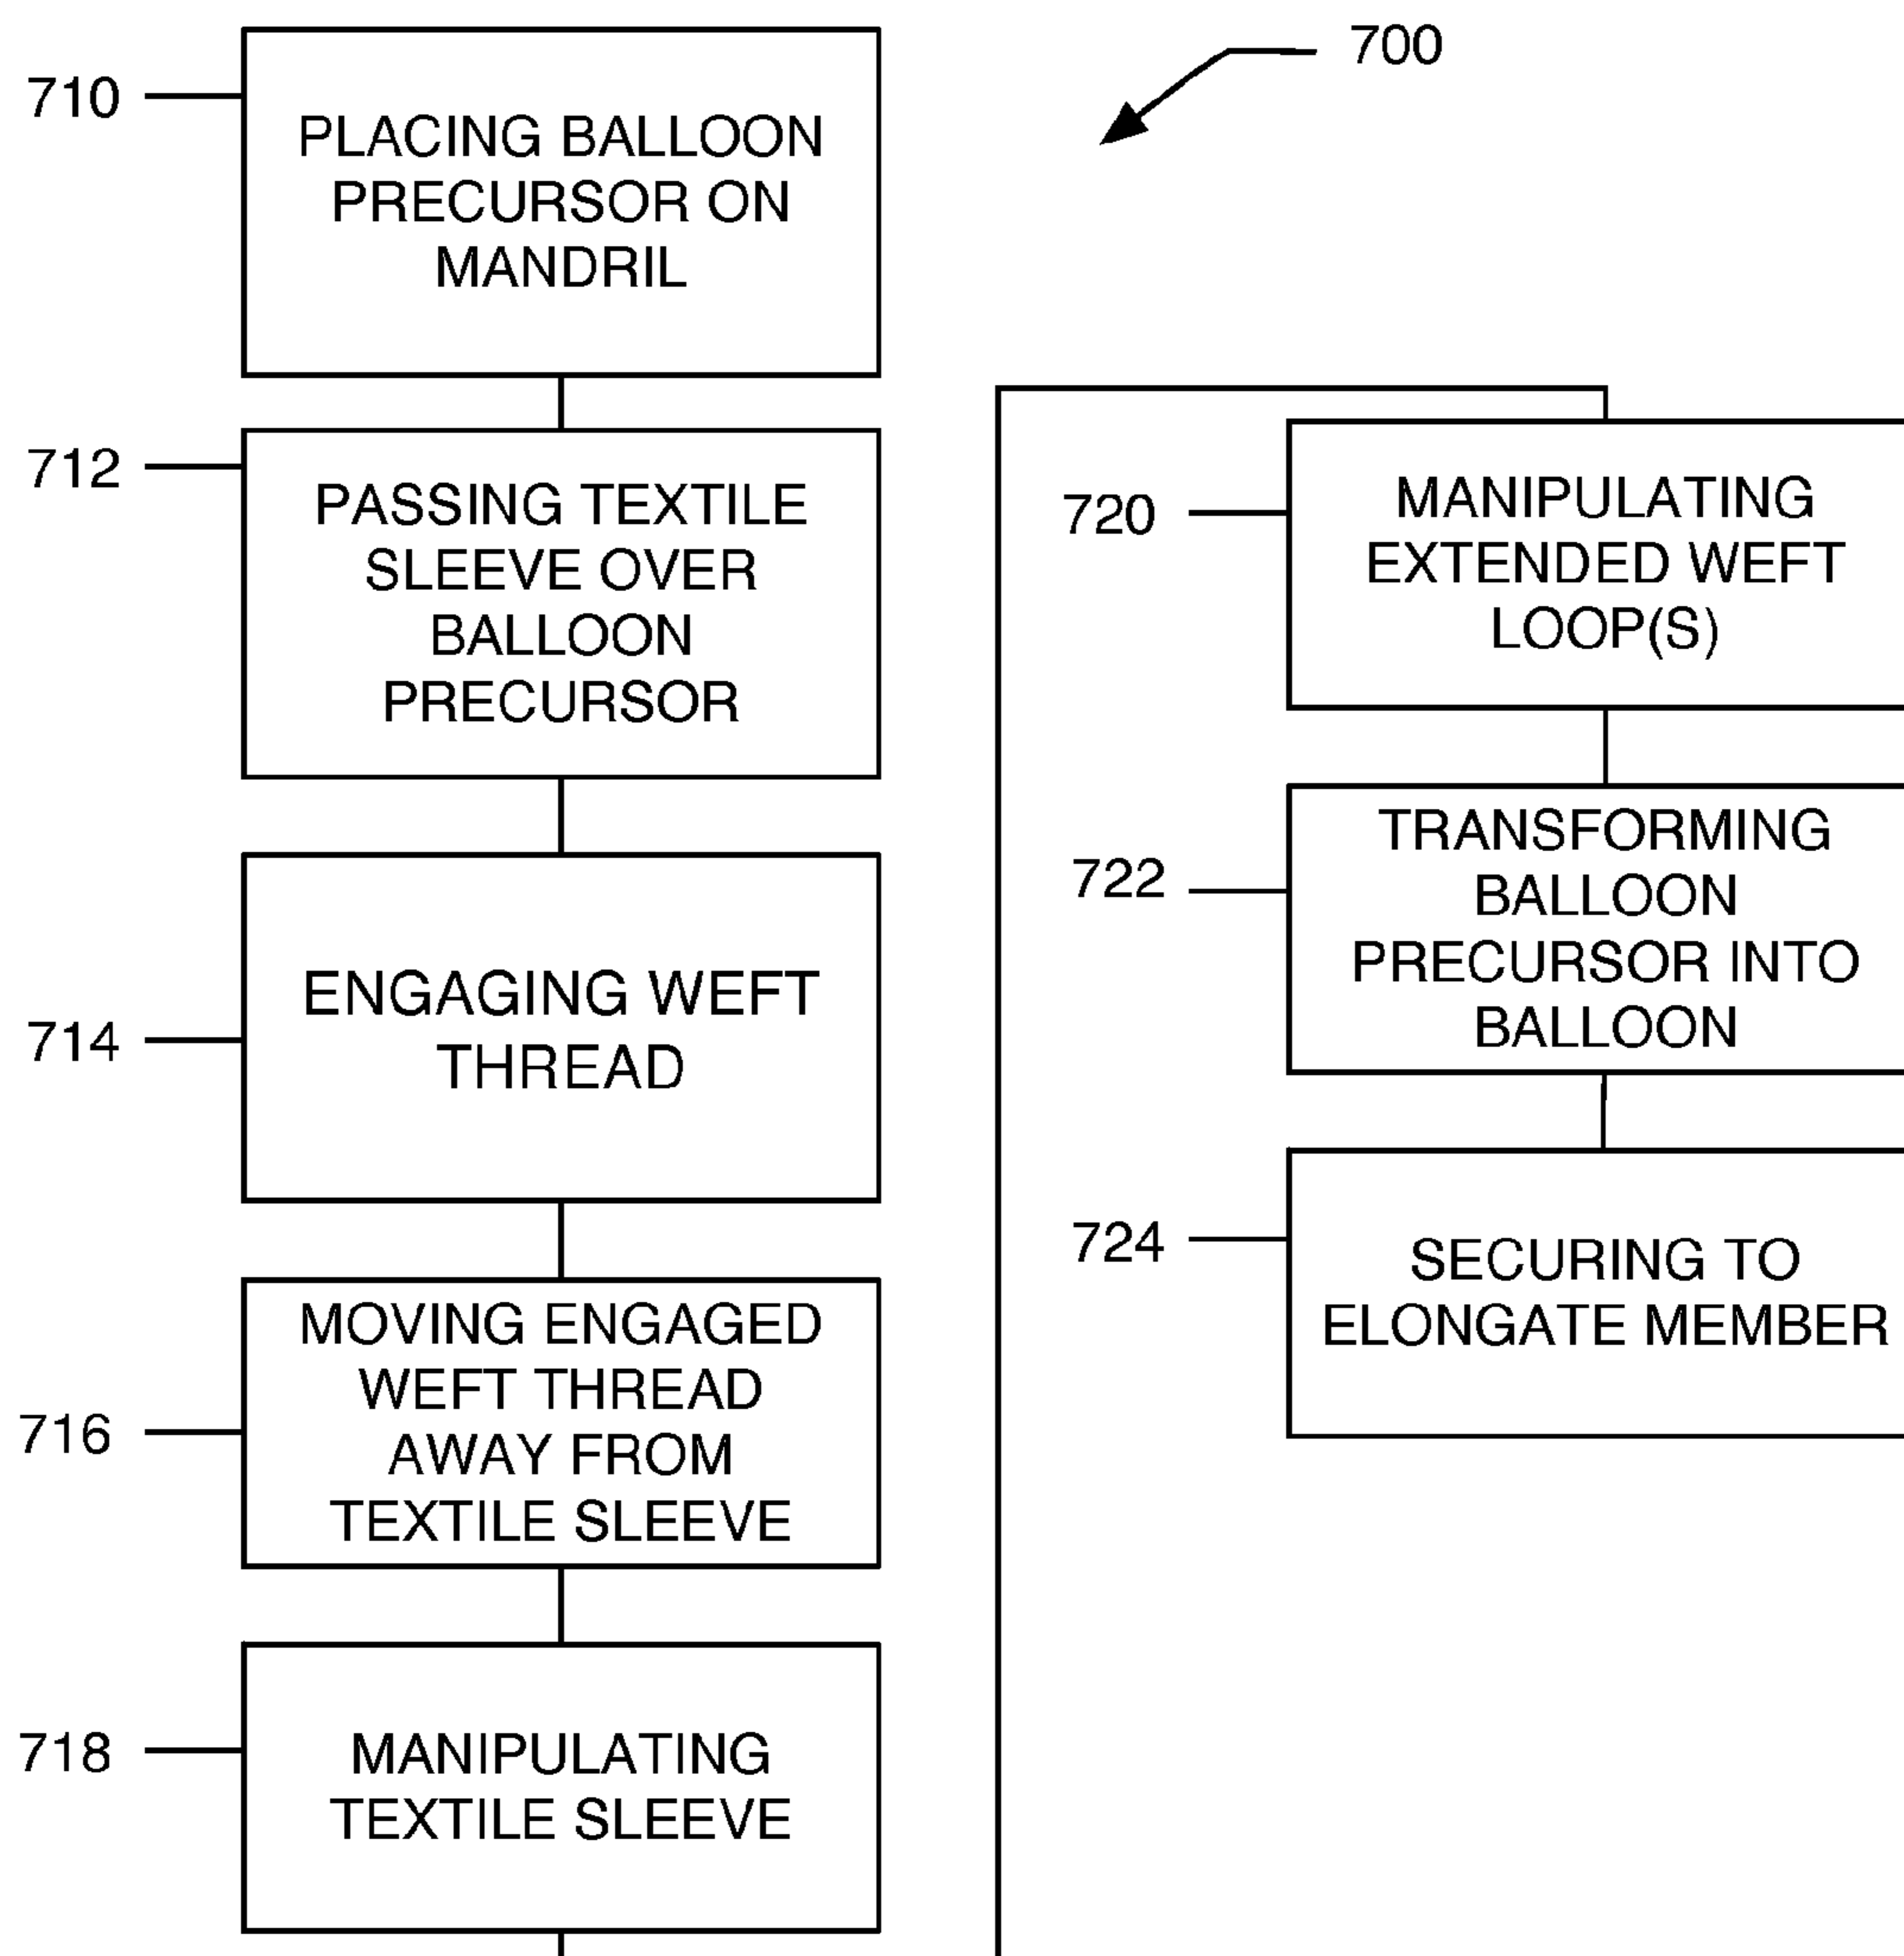 700
710
PLACING BALLOON
PRECURSOR ON
MANDRIL
712
PASSING TEXTILE
SLEEVE OVER
BALLOON
PRECURSOR
714
ENGAGING WEFT
THREAD
716
MOVING ENGAGED
WEFT THREAD
AWAY FROM
TEXTILE SLEEVE
718
MANIPULATING
TEXTILE SLEEVE
720
MANIPULATING
EXTENDED WEFT
LOOP(S)
722
TRANSFORMING
BALLOON
PRECURSOR INTO
BALLOON
724
SECURING TO
ELONGATE MEMBER